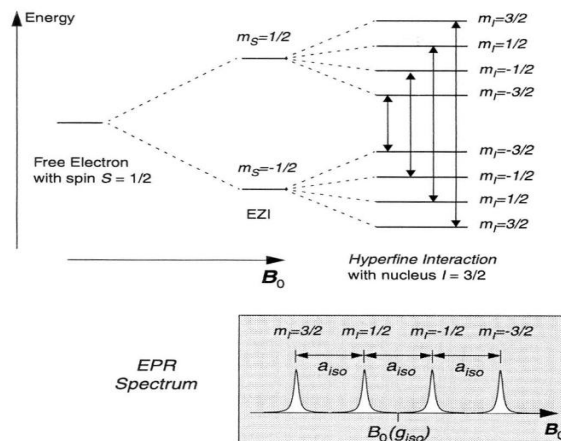 Energy
m_S=1/2
m_I=3/2
m_I=1/2
m_I=-1/2
m_I=-3/2
Free Electron
with spin S = 1/2
m_S=-1/2
EZI
m_I=-3/2
m_I=-1/2
m_I=1/2
m_I=3/2
B_0
Hyperfine Interaction
with nucleus I = 3/2
EPR
Spectrum
m_I=3/2 m_I=1/2 m_I=-1/2 m_I=-3/2
a_iso a_iso a_iso
B_0(g_iso) B_0